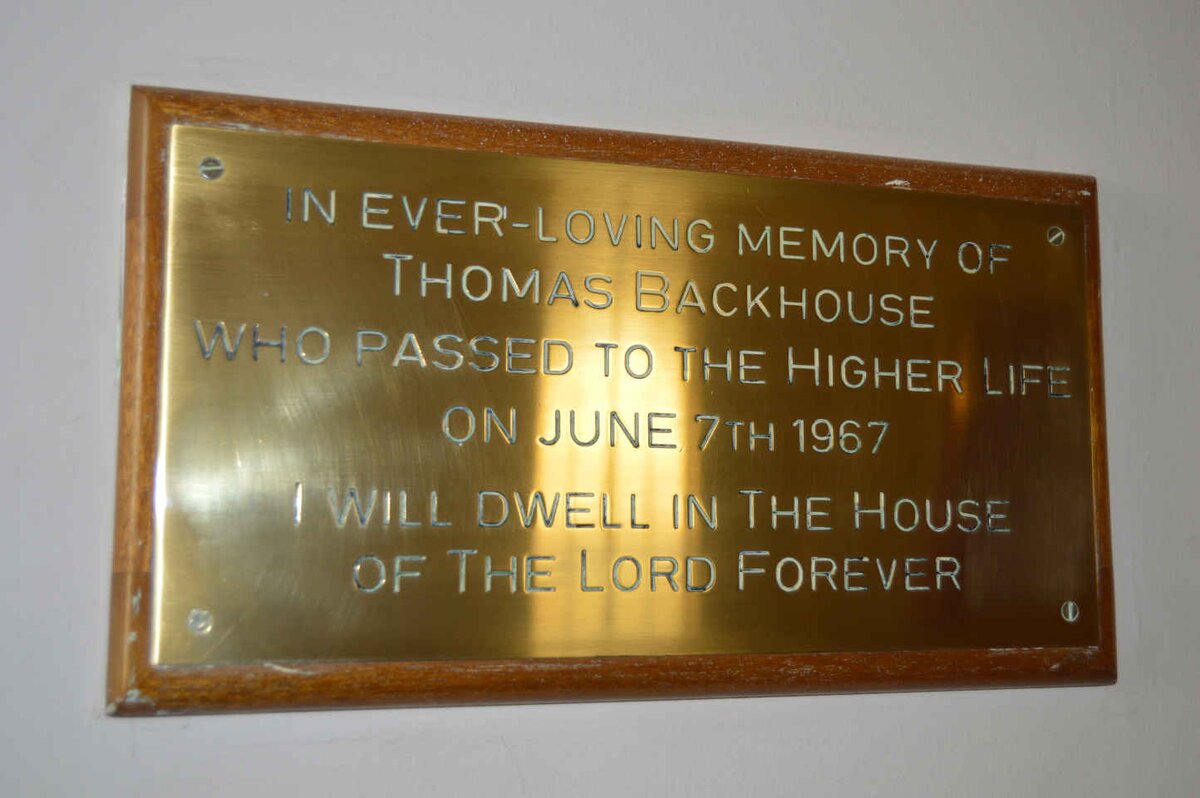 IN EVER-LOVING MEMORY OF
THOMAS BACKHOUSE
WHO PASSED TO THE HIGHER LIFE
ON JUNE 7TH 1967
I WILL DWELL IN THE HOUSE
OF THE LORD FOREVER